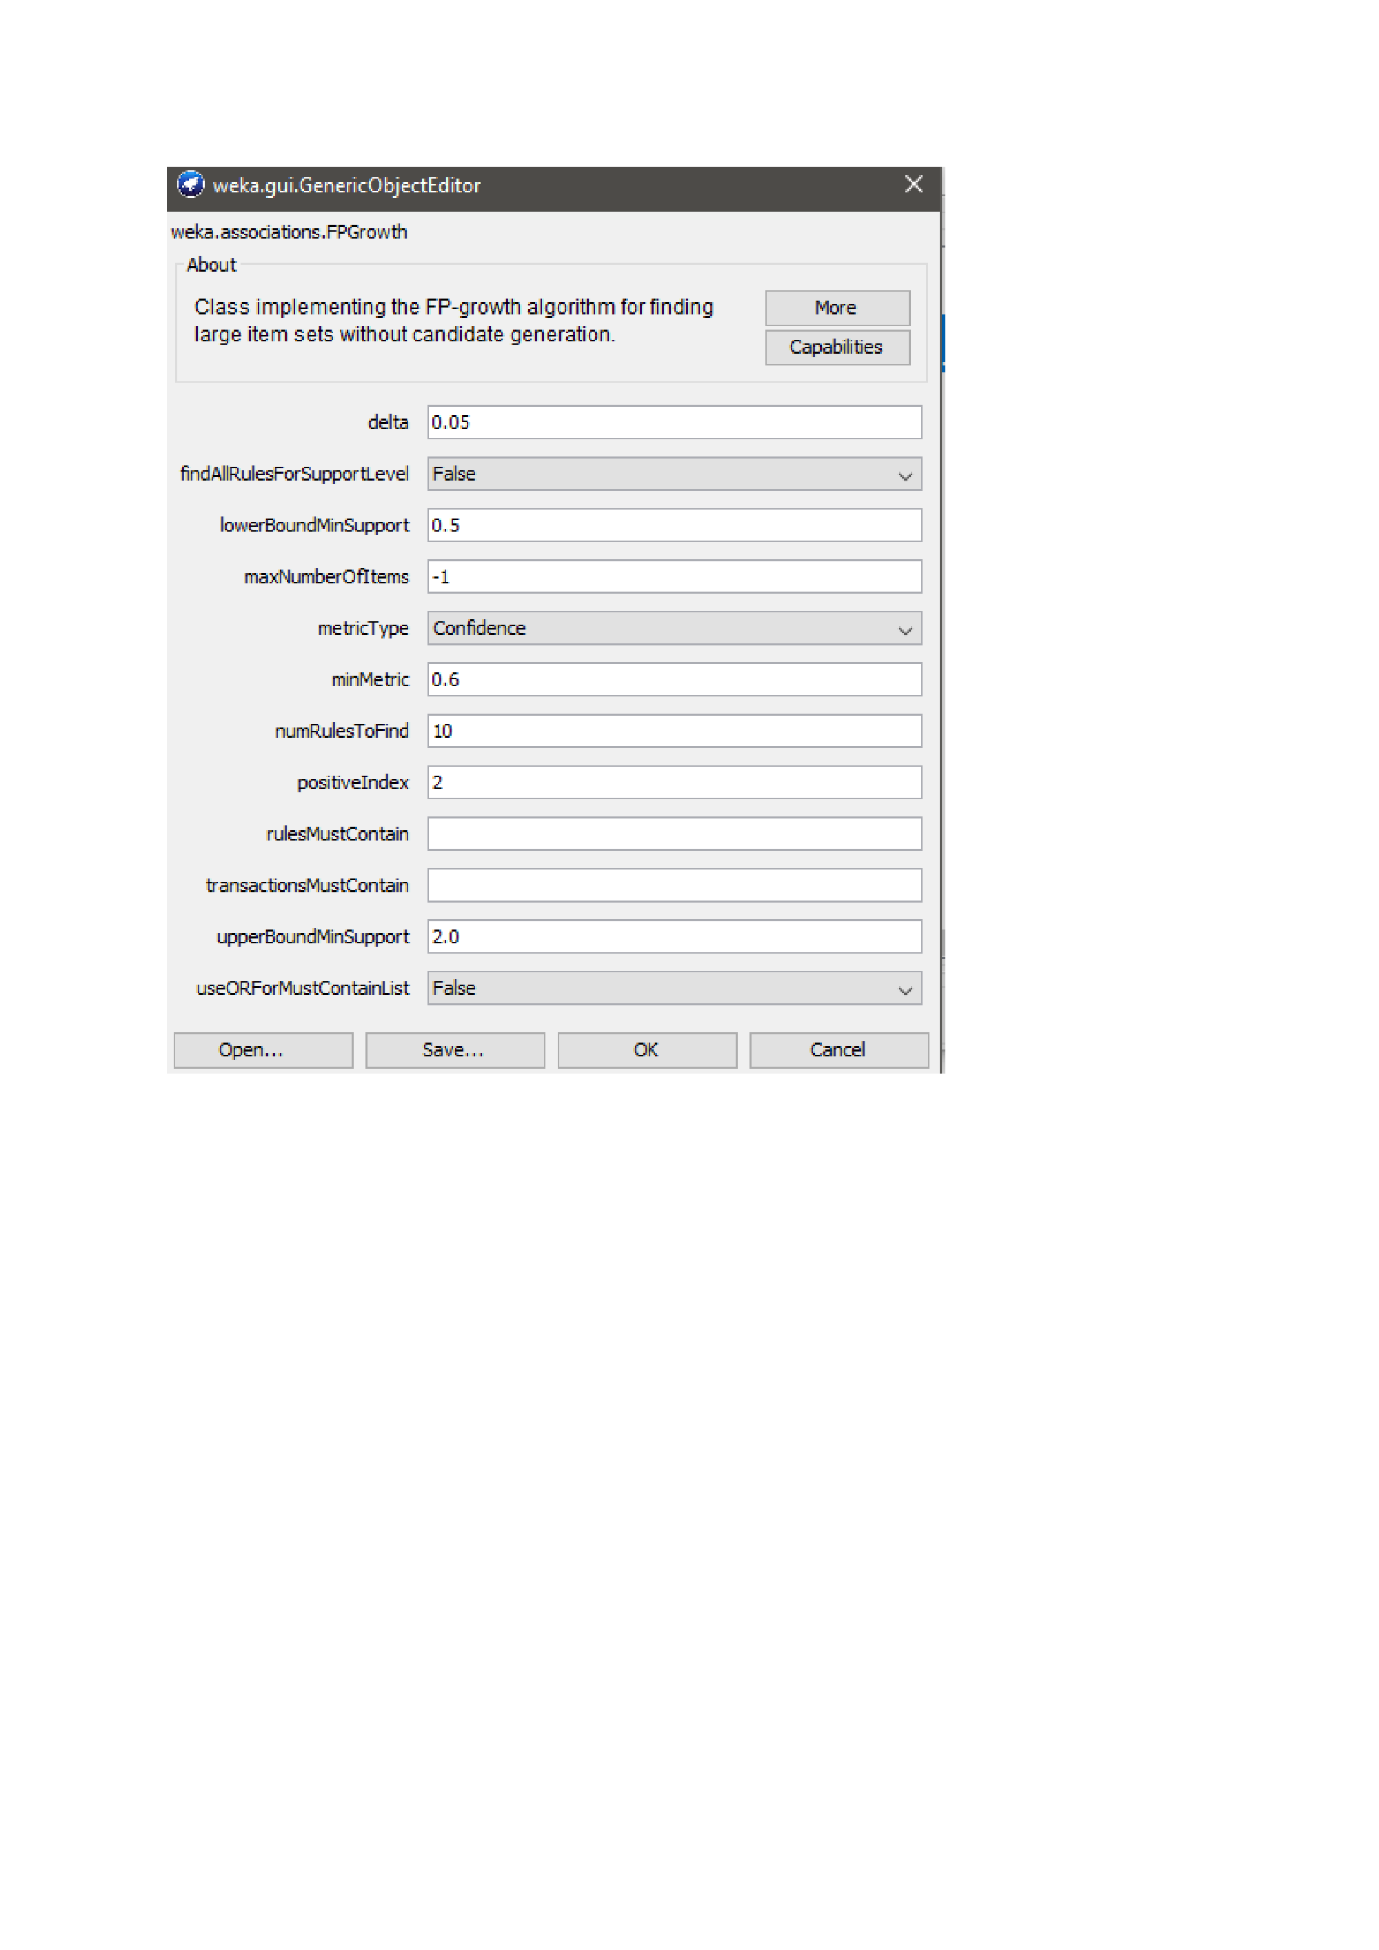 weka.gui.GenericObjectEditor
weka.associations.FPGrowth
About
Class implementing the FP-growth algorithm for finding
large item sets without candidate generation.
More
Capabilities
delta 0.05
findAllRulesForSupportLevel False
lowerBoundMinSupport 0.5
maxNumberOfItems -1
metricType Confidence
minMetric 0.6
numRulesToFind 10
positiveIndex 2
rulesMustContain
transactionsMustContain
upperBoundMinSupport 2.0
useORForMustContainList False
Open... Save... OK Cancel